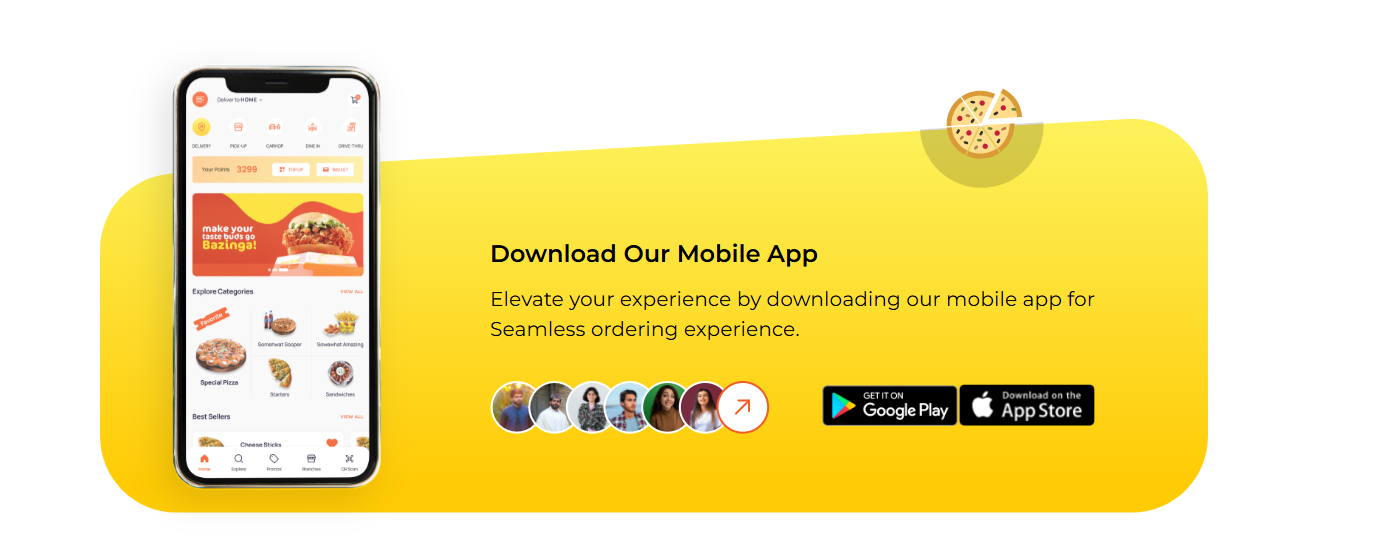 Deliver to HOME
DELIVERY
PICK-UP
CARHOP
DINE IN
DRIVE-THRU
Your Points 3299
TOP UP
WALLET
make your
taste buds go
Bazinga!
Explore Categories
VIEW ALL
Favorite
Special Pizza
Somewhat Sooper
Somewhat Amazing
Starters
Sandwiches
Best Sellers
VIEW ALL
Cheese Sticks
Home
Explore
Promos
Branches
QR Scan
Download Our Mobile App
Elevate your experience by downloading our mobile app for
Seamless ordering experience.
GET IT ON
Google Play
Download on the
App Store